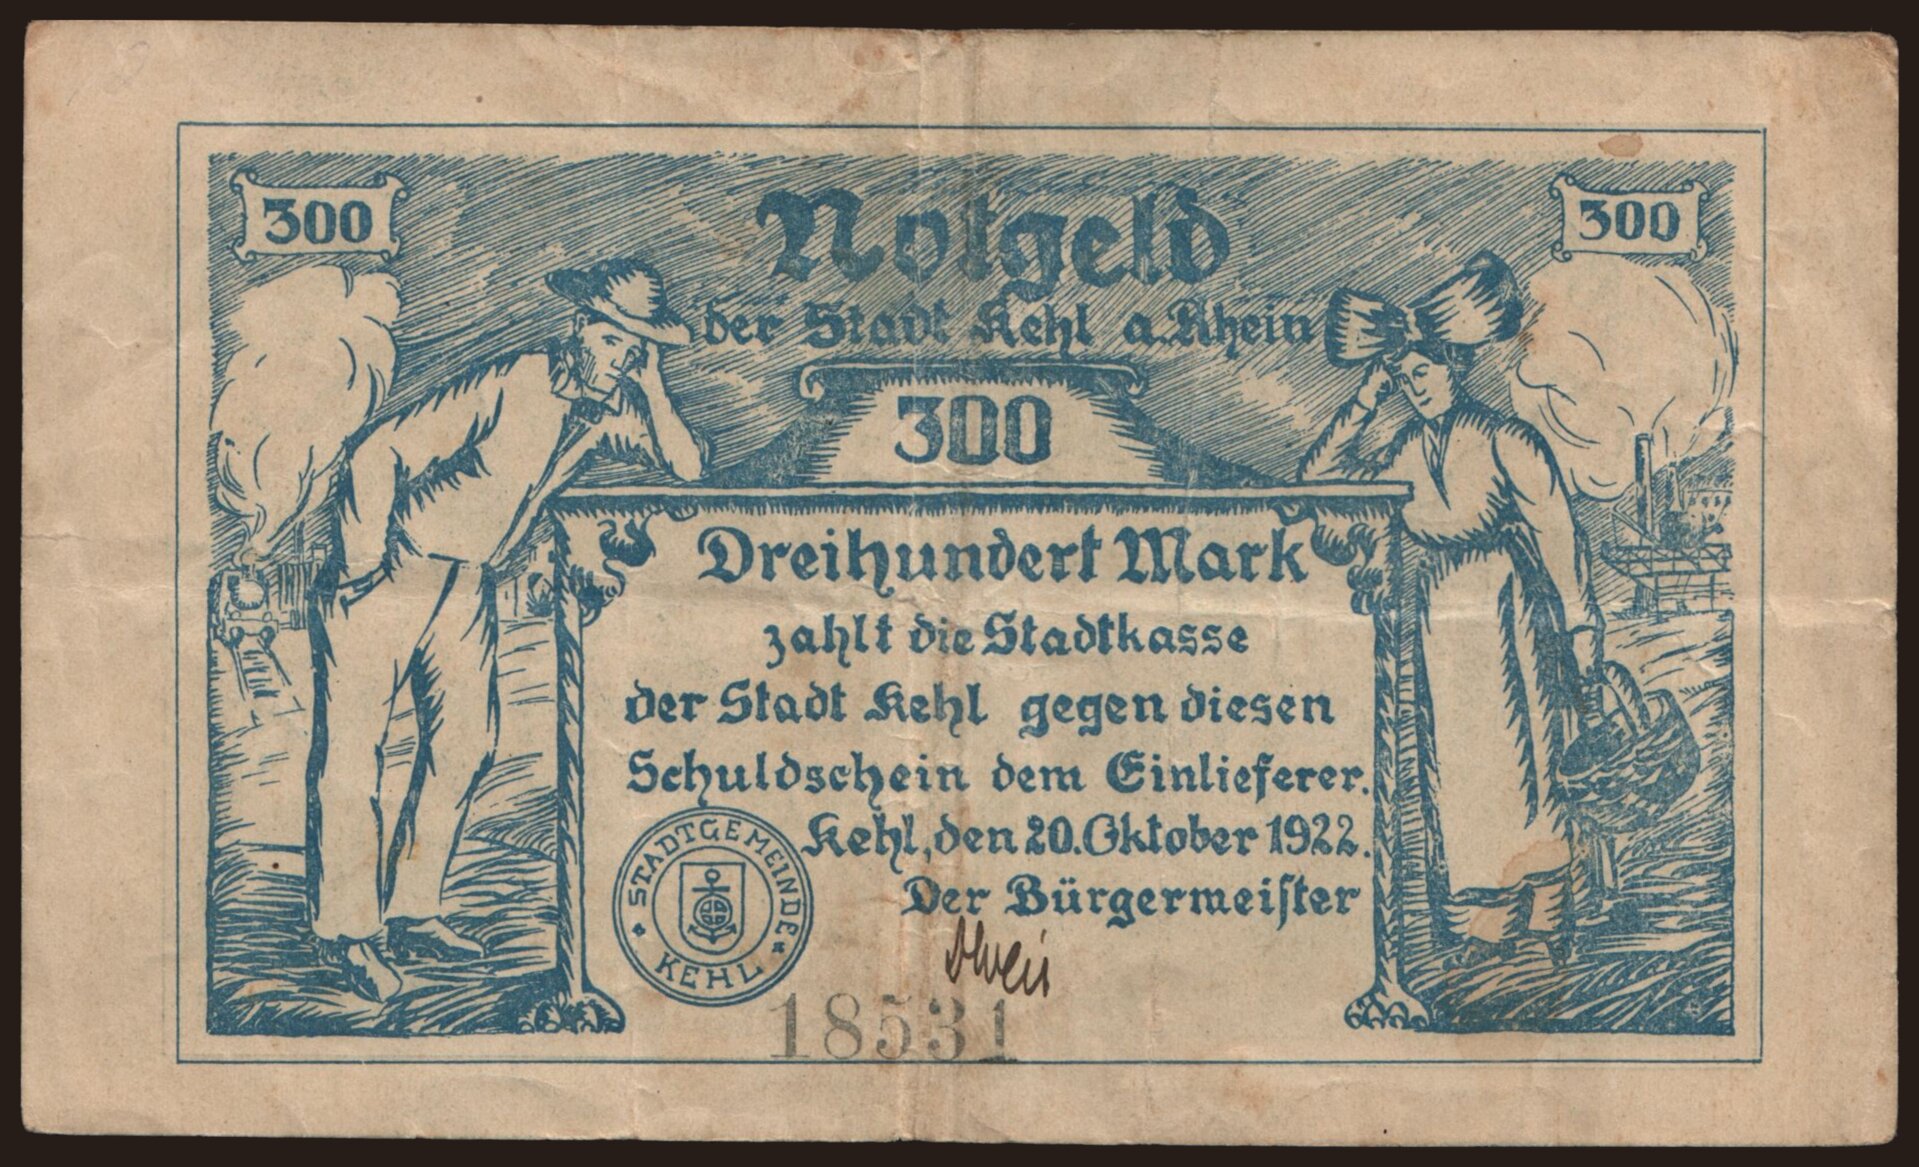 300
300
Notgeld
der Stadt Kehl a. Rhein
300
Dreihundert Mark
zahlt die Stadtkasse
der Stadt Kehl gegen diesen
Schuldschein dem Einlieferer.
Kehl, den 20. Oktober 1922.
Der Bürgermeiſter
STADTGEMEINDE
KEHL
18531